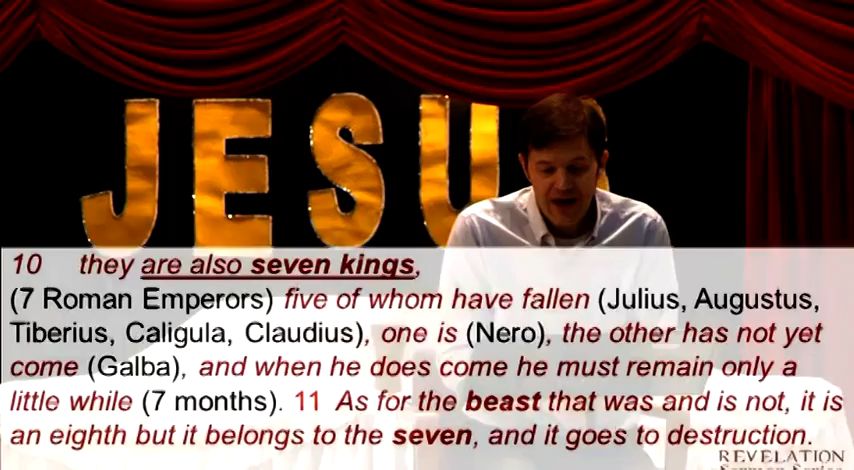 JESU
10 they are also seven kings,
(7 Roman Emperors) five of whom have fallen (Julius, Augustus,
Tiberius, Caligula, Claudius), one is (Nero), the other has not yet
come (Galba), and when he does come he must remain only a
little while (7 months). 11 As for the beast that was and is not, it is
an eighth but it belongs to the seven, and it goes to destruction.
REVELATION
Sermon Series